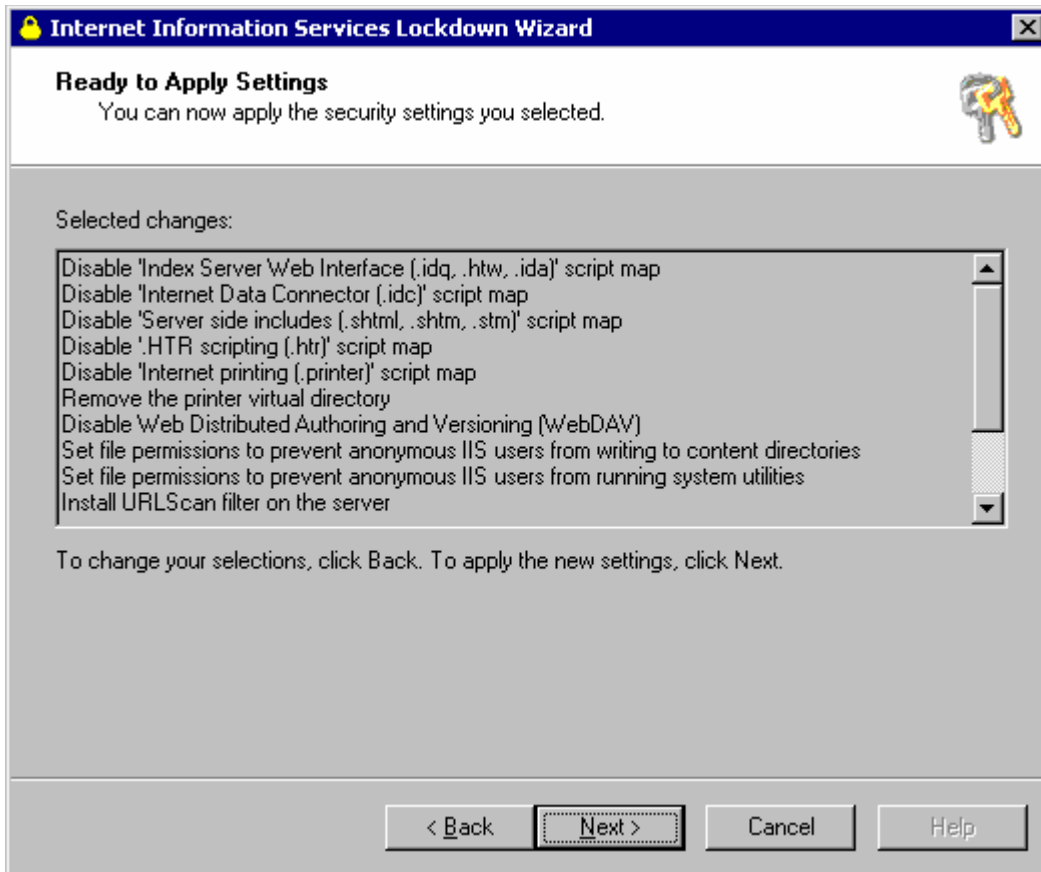 Internet Information Services Lockdown Wizard
Ready to Apply Settings
You can now apply the security settings you selected.
Selected changes:
Disable 'Index Server Web Interface (.idq, .htw, .ida)' script map
Disable 'Internet Data Connector (.idc)' script map
Disable 'Server side includes (.shtml, .shtm, .stm)' script map
Disable '.HTR scripting (.htr)' script map
Disable 'Internet printing (.printer)' script map
Remove the printer virtual directory
Disable Web Distributed Authoring and Versioning (WebDAV)
Set file permissions to prevent anonymous IIS users from writing to content directories
Set file permissions to prevent anonymous IIS users from running system utilities
Install URLScan filter on the server
To change your selections, click Back. To apply the new settings, click Next.
< Back Next > Cancel Help